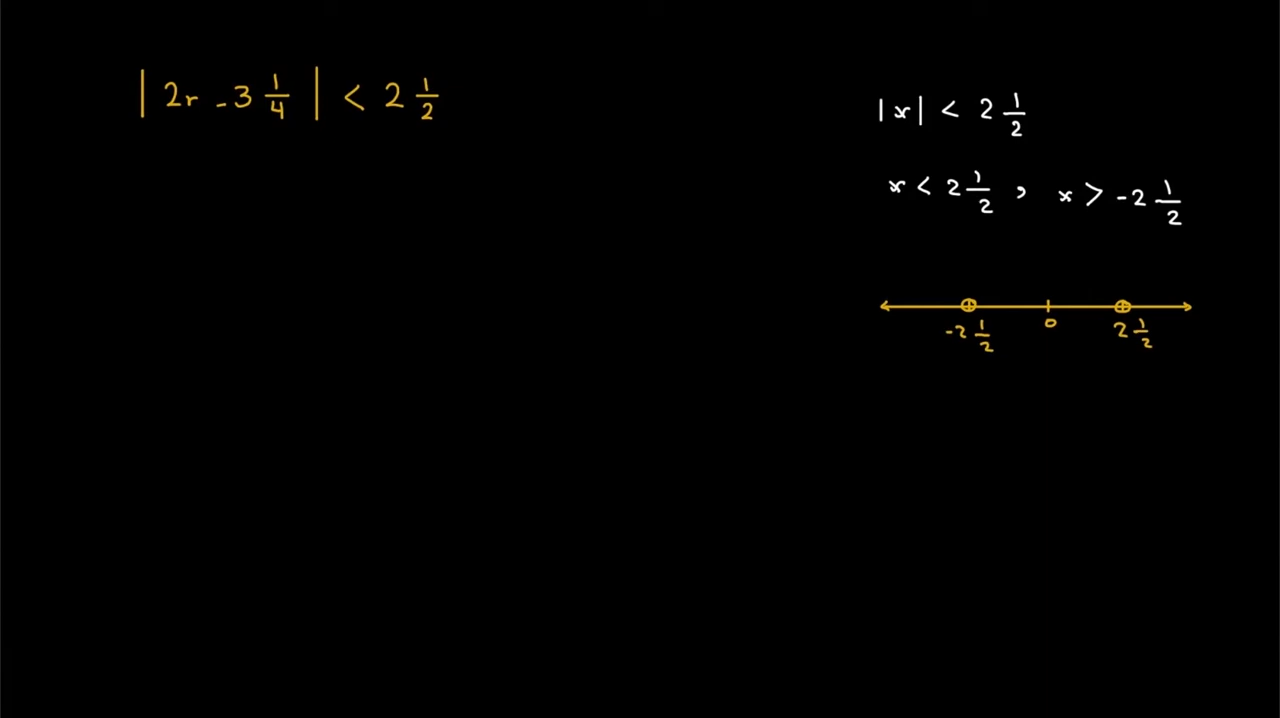 |2r - 3 1/4| < 2 1/2
|x| < 2 1/2
x < 2 1/2 , x > -2 1/2
-2 1/2 0 2 1/2